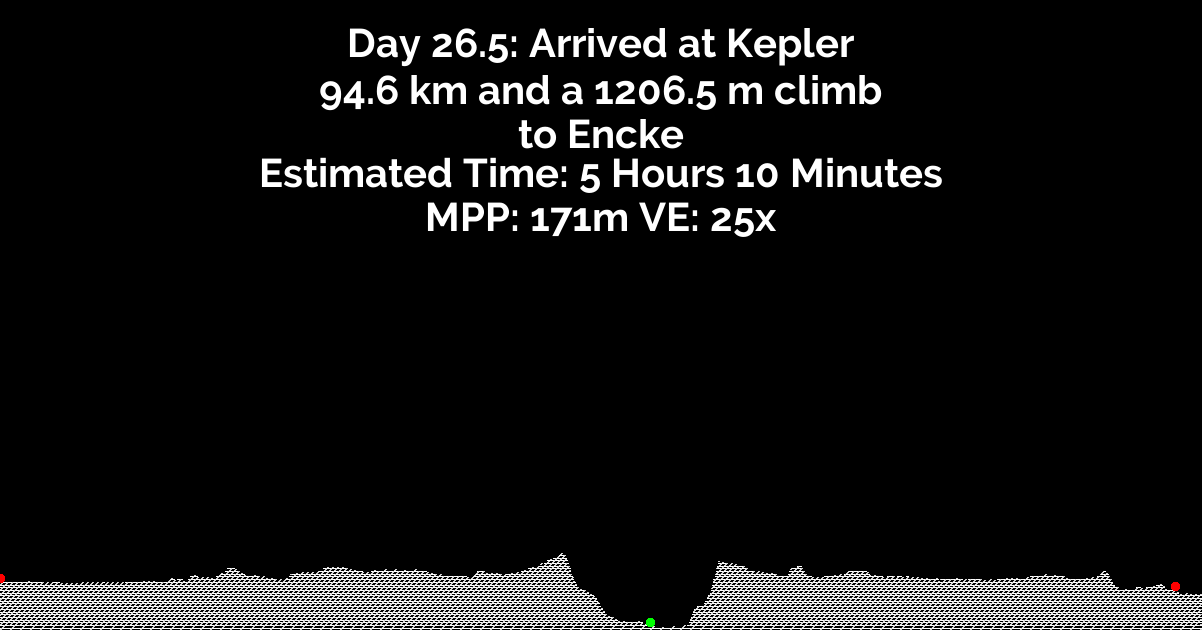 Day 26.5: Arrived at Kepler
94.6 km and a 1206.5 m climb
to Encke
Estimated Time: 5 Hours 10 Minutes
MPP: 171m VE: 25x